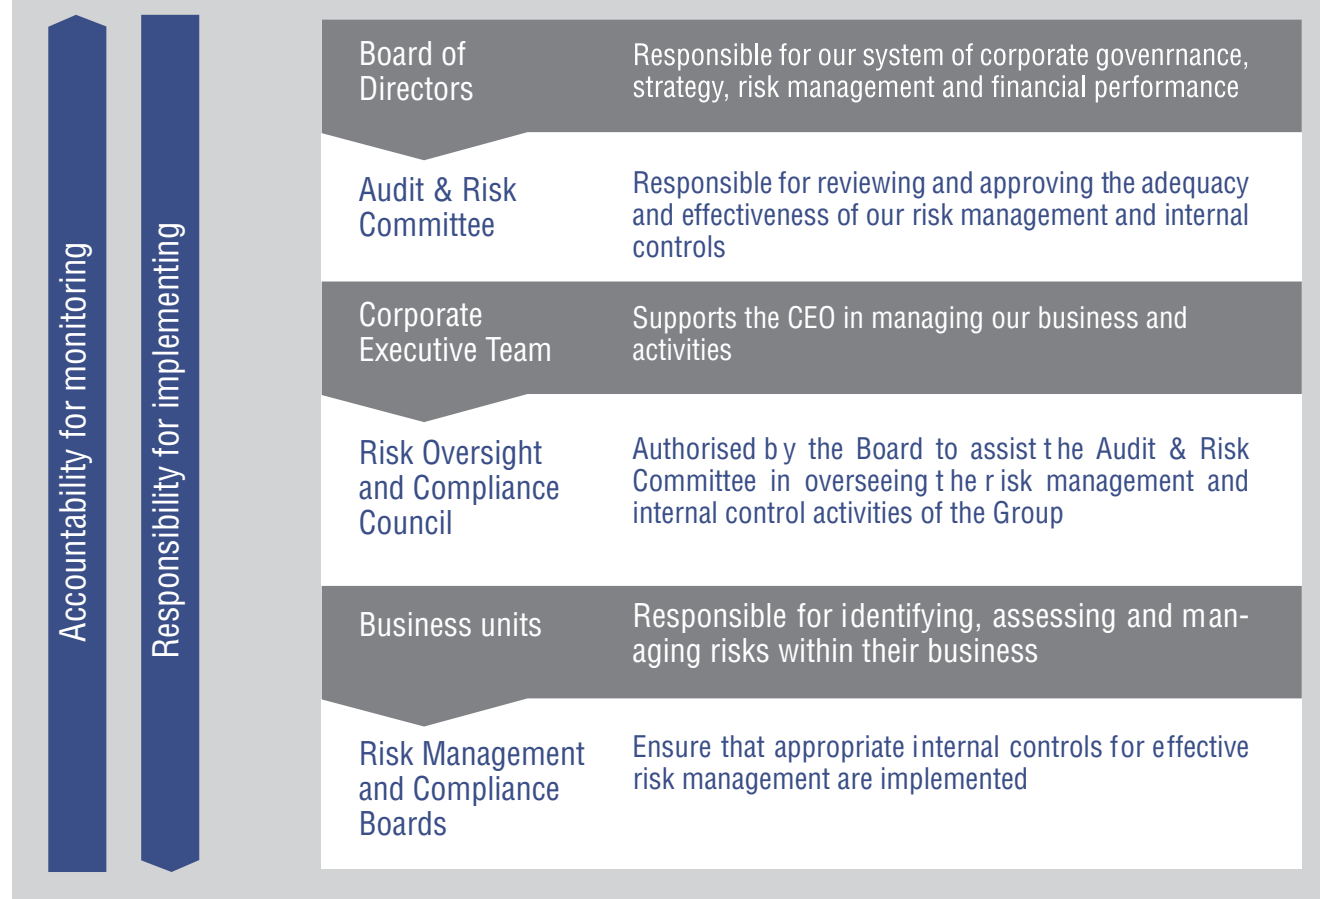 Accountability for monitoring
Responsibility for implementing
Board of
Directors
Responsible for our system of corporate govenrnance,
strategy, risk management and financial performance
Audit & Risk
Committee
Responsible for reviewing and approving the adequacy
and effectiveness of our risk management and internal
controls
Corporate
Executive Team
Supports the CEO in managing our business and
activities
Risk Oversight
and Compliance
Council
Authorised by the Board to assist the Audit & Risk
Committee in overseeing the risk management and
internal control activities of the Group
Business units
Responsible for identifying, assessing and man-
aging risks within their business
Risk Management
and Compliance
Boards
Ensure that appropriate internal controls for effective
risk management are implemented